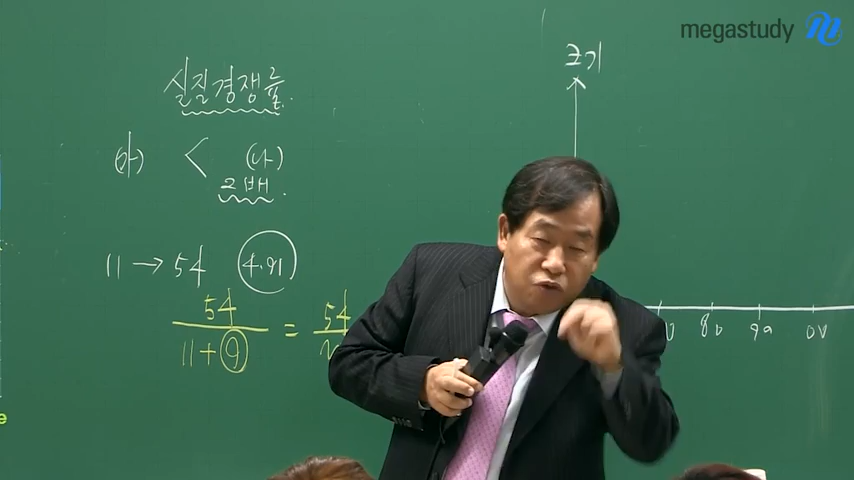 megastudy
실질경쟁률.
(가) < (나)
2배.
11 → 54 4.91
54
11+9
=
54
크기
80 90